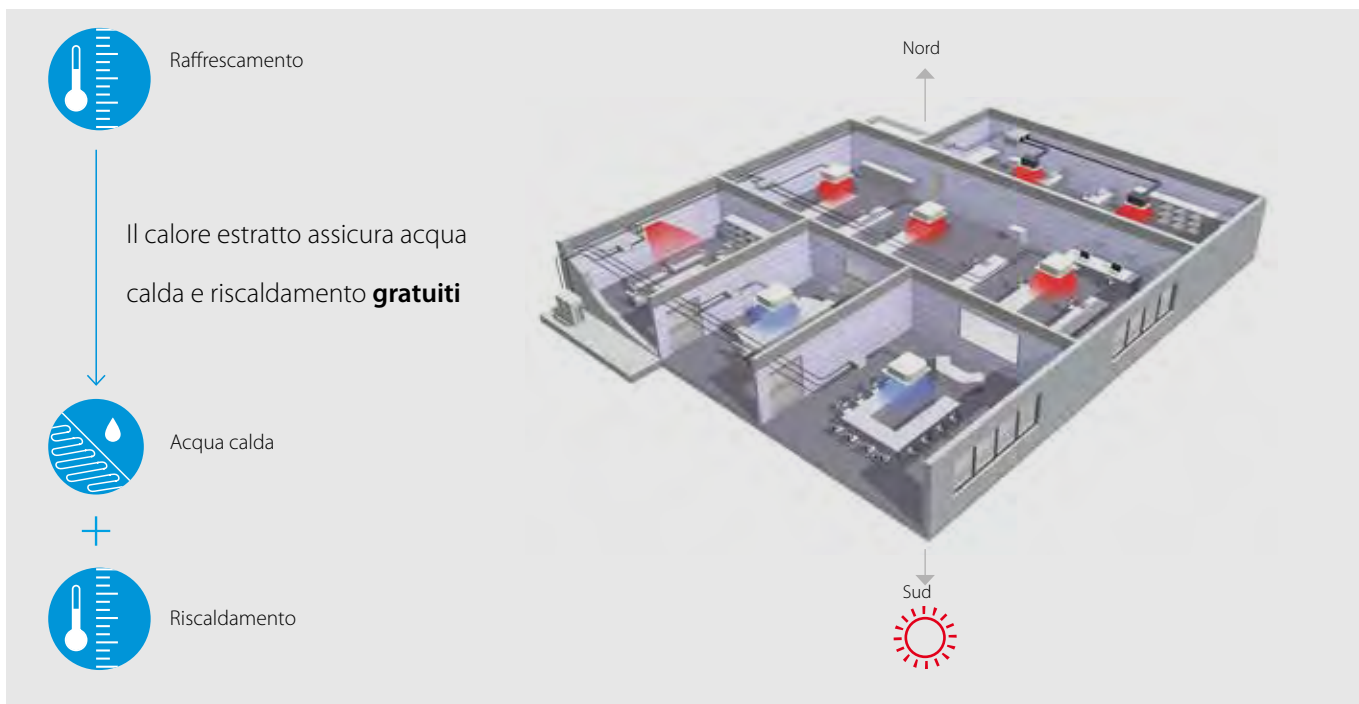 Raffrescamento
Il calore estratto assicura acqua
calda e riscaldamento gratuiti
Acqua calda
Riscaldamento
Nord
Sud